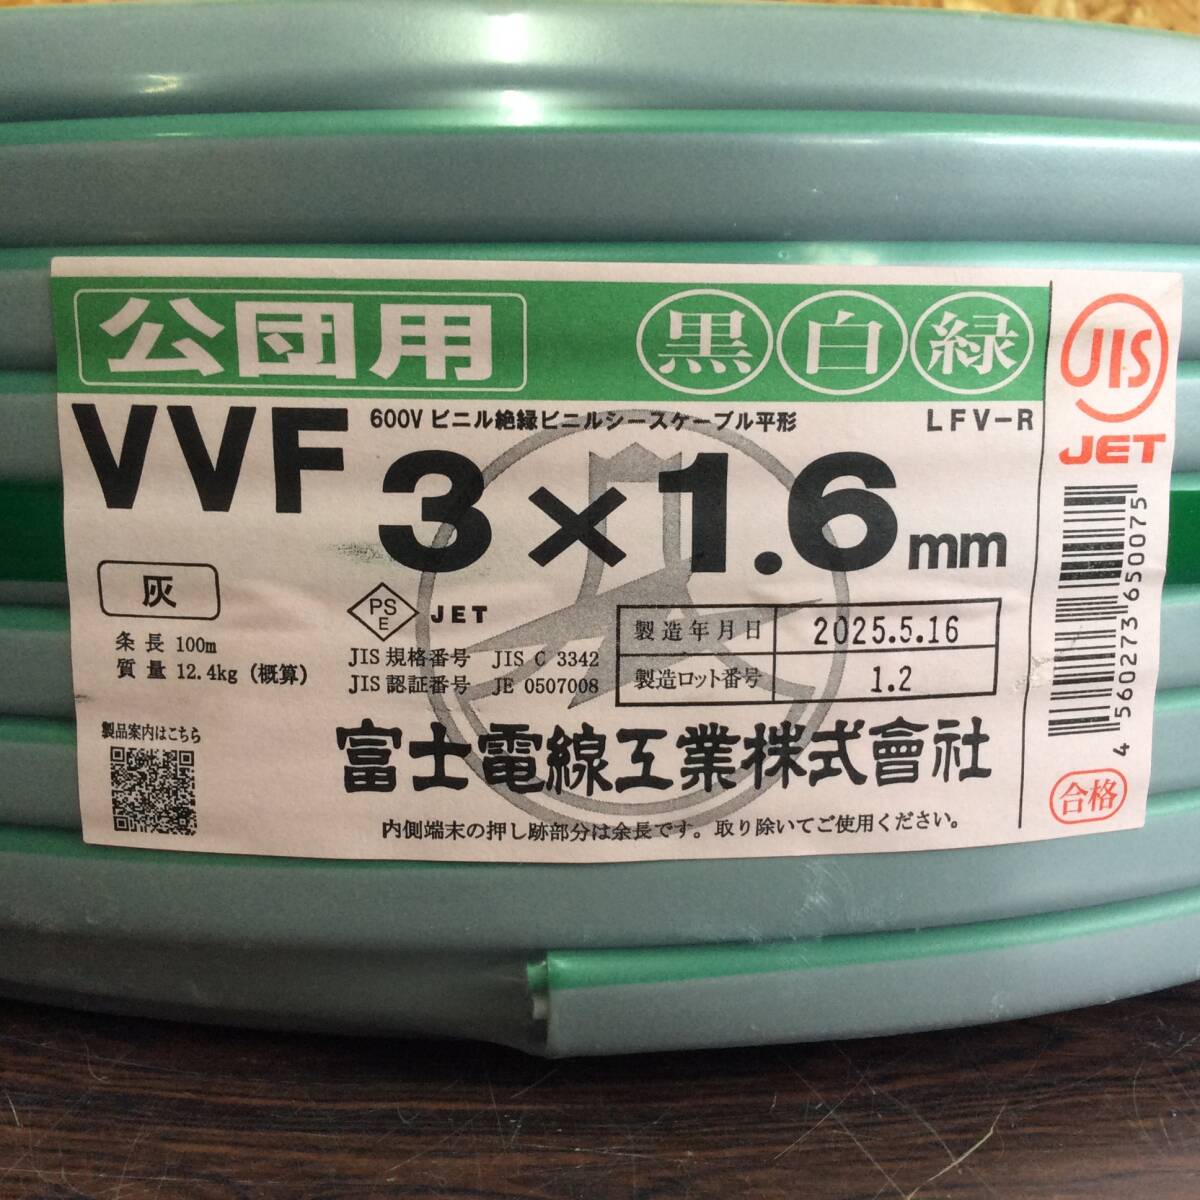 公団用 黒 白 緑
VVF 600V ビニル絶縁ビニルシースケーブル平形 LFV-R
3×1.6mm
灰
条長 100m
質量 12.4kg (概算)
PSE JET
JIS規格番号 JIS C 3342
JIS認証番号 JE 0507008
製造年月日 2025.5.16
製造ロット番号 1.2
製品案内はこちら
富士電線工業株式會社
内側端末の押し跡部分は余長です。取り除いてご使用ください。
JIS
JET
4 560273 650075
合格